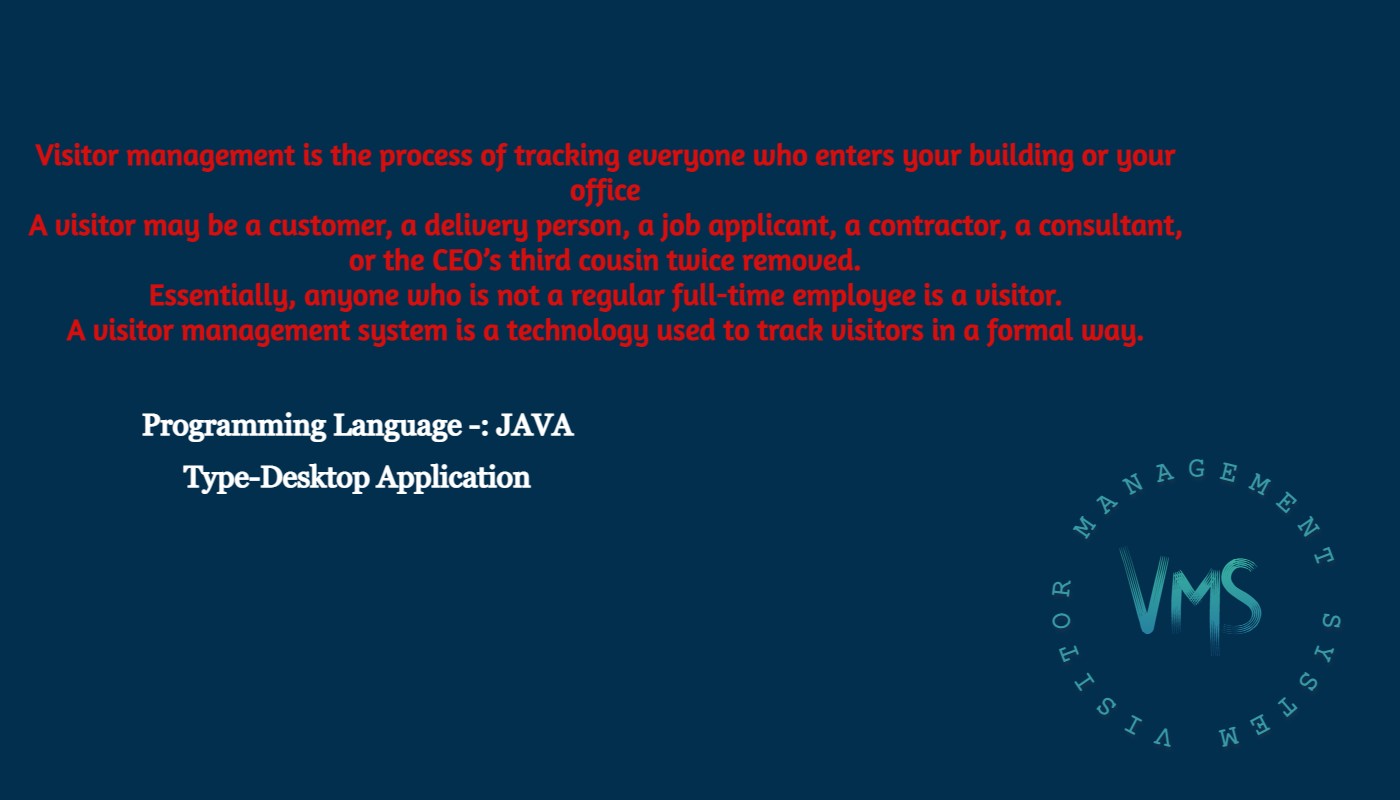 Visitor management is the process of tracking everyone who enters your building or your
office
A visitor may be a customer, a delivery person, a job applicant, a contractor, a consultant,
or the CEO’s third cousin twice removed.
Essentially, anyone who is not a regular full-time employee is a visitor.
A visitor management system is a technology used to track visitors in a formal way.
Programming Language -: JAVA
Type-Desktop Application
VISITOR MANAGEMENT SYSTEM
VMS